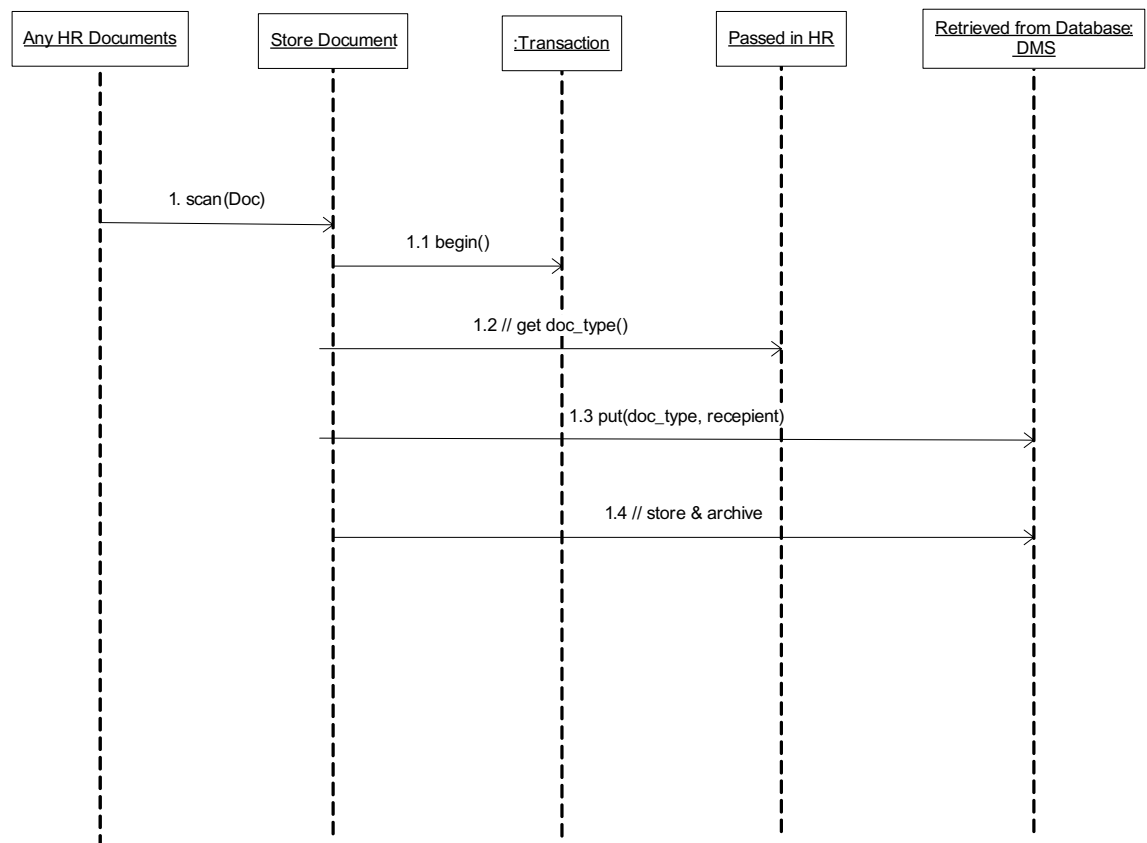 Any HR Documents
Store Document
:Transaction
Passed in HR
Retrieved from Database:
DMS
1. scan(Doc)
1.1 begin()
1.2 // get doc_type()
1.3 put(doc_type, recepient)
1.4 // store & archive